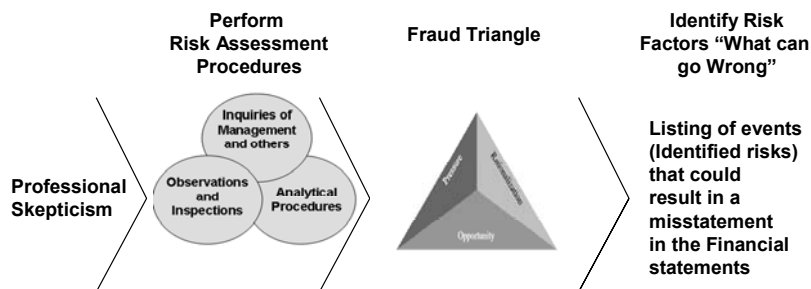 Perform
Risk Assessment
Procedures
Fraud Triangle
Identify Risk
Factors “What can
go Wrong”
Professional
Skepticism
Inquiries of
Management
and others
Observations
and
Inspections
Analytical
Procedures
Pressure
Rationalization
Opportunity
Listing of events
(Identified risks)
that could
result in a
misstatement
in the Financial
statements